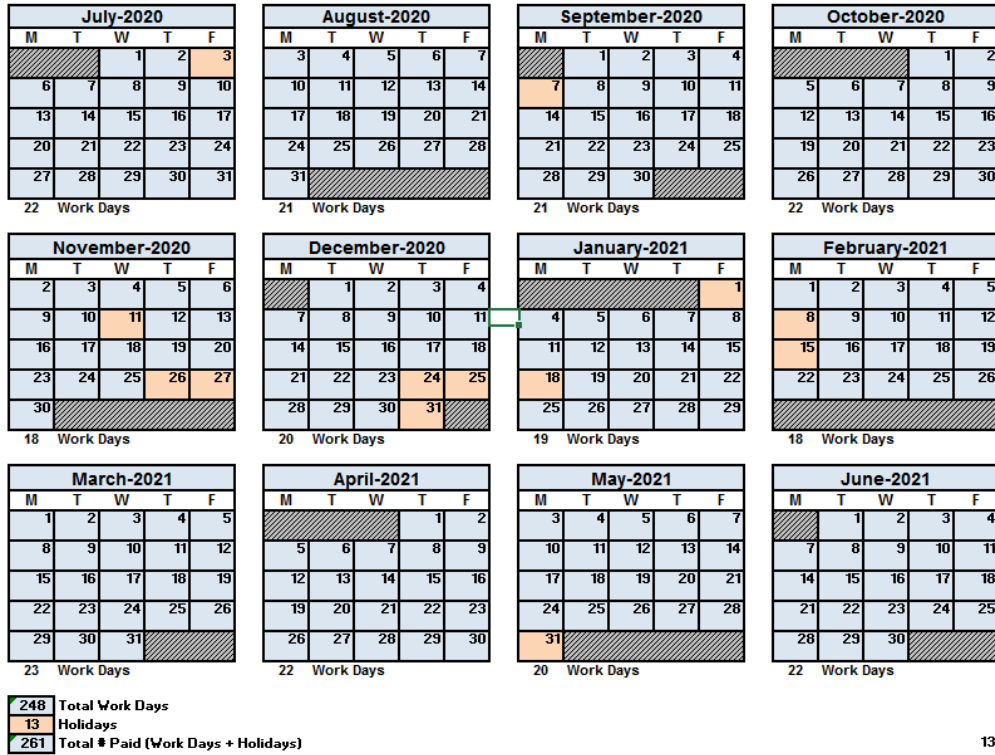 July-2020 August-2020 September-2020 October-2020
M T W T F M T W T F M T W T F M T W T F
1 2 3 3 4 5 6 7 1 2 3 4 1 2
6 7 8 9 10 10 11 12 13 14 7 8 9 10 11 5 6 7 8 9
13 14 15 16 17 17 18 19 20 21 14 15 16 17 18 12 13 14 15 16
20 21 22 23 24 24 25 26 27 28 21 22 23 24 25 19 20 21 22 23
27 28 29 30 31 31 28 29 30 26 27 28 29 30
22 Work Days 21 Work Days 21 Work Days 22 Work Days
November-2020 December-2020 January-2021 February-2021
M T W T F M T W T F M T W T F M T W T F
2 3 4 5 6 1 2 3 4 1 1 2 3 4 5
9 10 11 12 13 7 8 9 10 11 4 5 6 7 8 8 9 10 11 12
16 17 18 19 20 14 15 16 17 18 11 12 13 14 15 15 16 17 18 19
23 24 25 26 27 21 22 23 24 25 18 19 20 21 22 22 23 24 25 26
30 28 29 30 31 25 26 27 28 29
18 Work Days 20 Work Days 19 Work Days 18 Work Days
March-2021 April-2021 May-2021 June-2021
M T W T F M T W T F M T W T F M T W T F
1 2 3 4 5 1 2 3 4 5 6 7 1 2 3 4
8 9 10 11 12 5 6 7 8 9 10 11 12 13 14 7 8 9 10 11
15 16 17 18 19 12 13 14 15 16 17 18 19 20 21 14 15 16 17 18
22 23 24 25 26 19 20 21 22 23 24 25 26 27 28 21 22 23 24 25
29 30 31 26 27 28 29 30 31 28 29 30
23 Work Days 22 Work Days 20 Work Days 22 Work Days
248 Total Work Days
13 Holidays
261 Total # Paid (Work Days + Holidays) 13